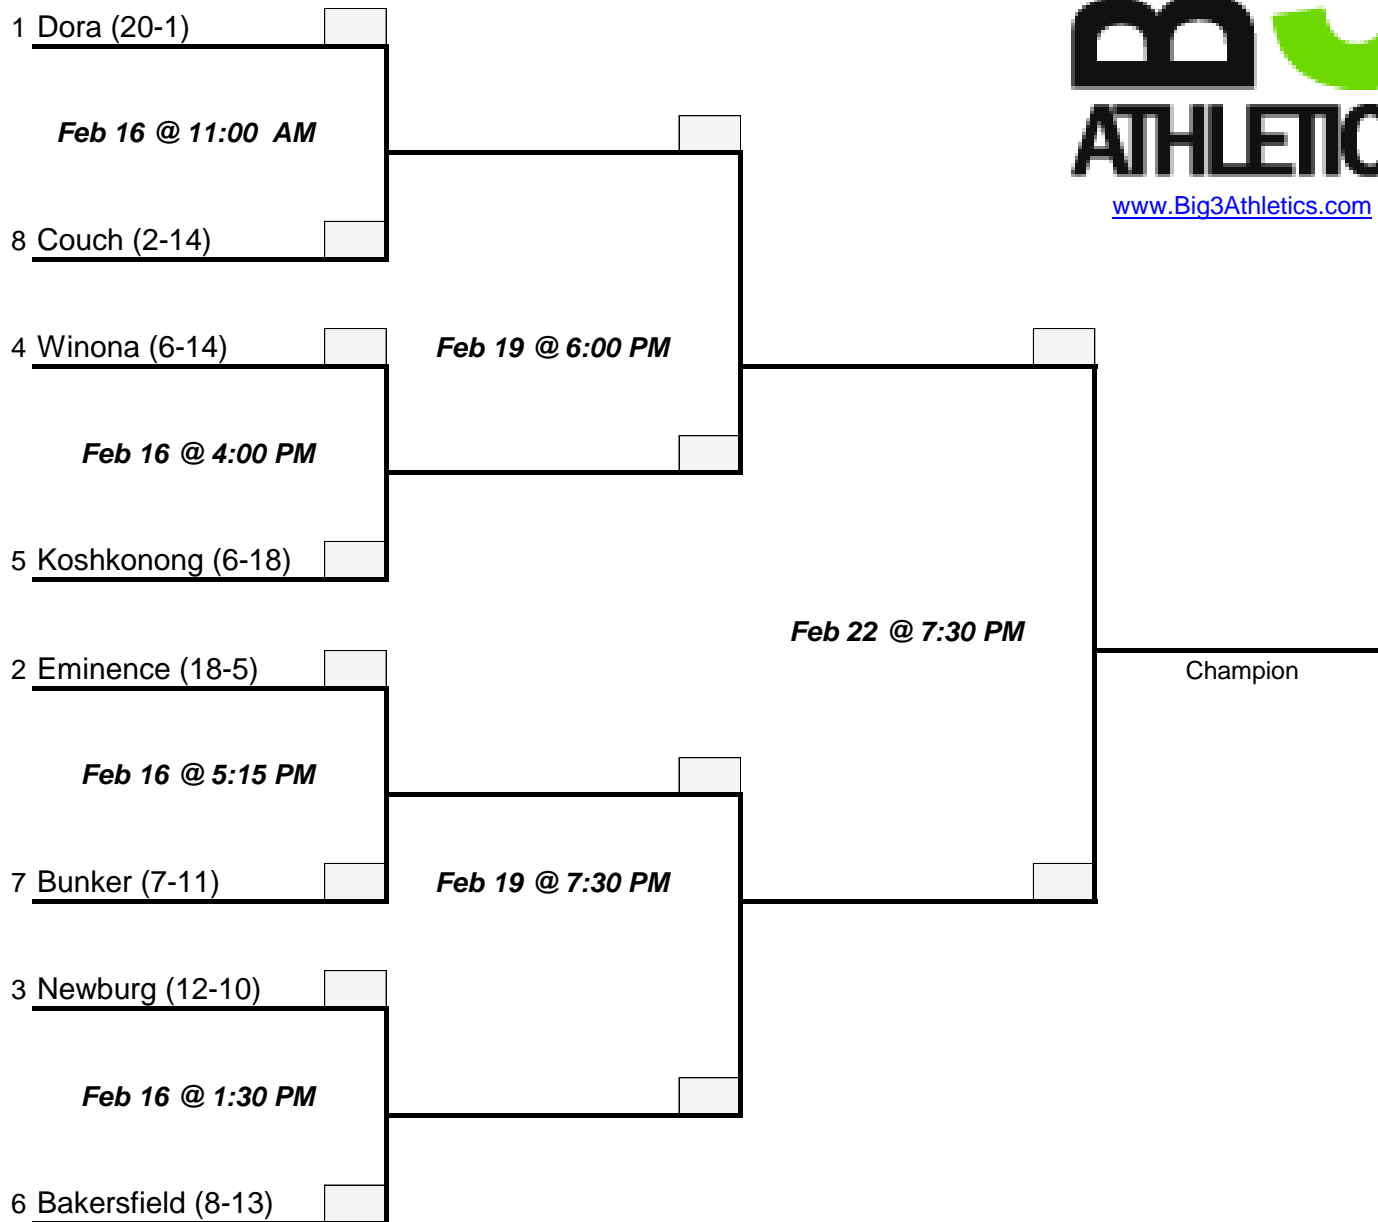 B
ATHLETIC
www.Big3Athletics.com
1 Dora (20-1)
Feb 16 @ 11:00 AM
8 Couch (2-14)
4 Winona (6-14)
Feb 19 @ 6:00 PM
Feb 16 @ 4:00 PM
5 Koshkonong (6-18)
Feb 22 @ 7:30 PM
2 Eminence (18-5)
Champion
Feb 16 @ 5:15 PM
7 Bunker (7-11)
Feb 19 @ 7:30 PM
3 Newburg (12-10)
Feb 16 @ 1:30 PM
6 Bakersfield (8-13)